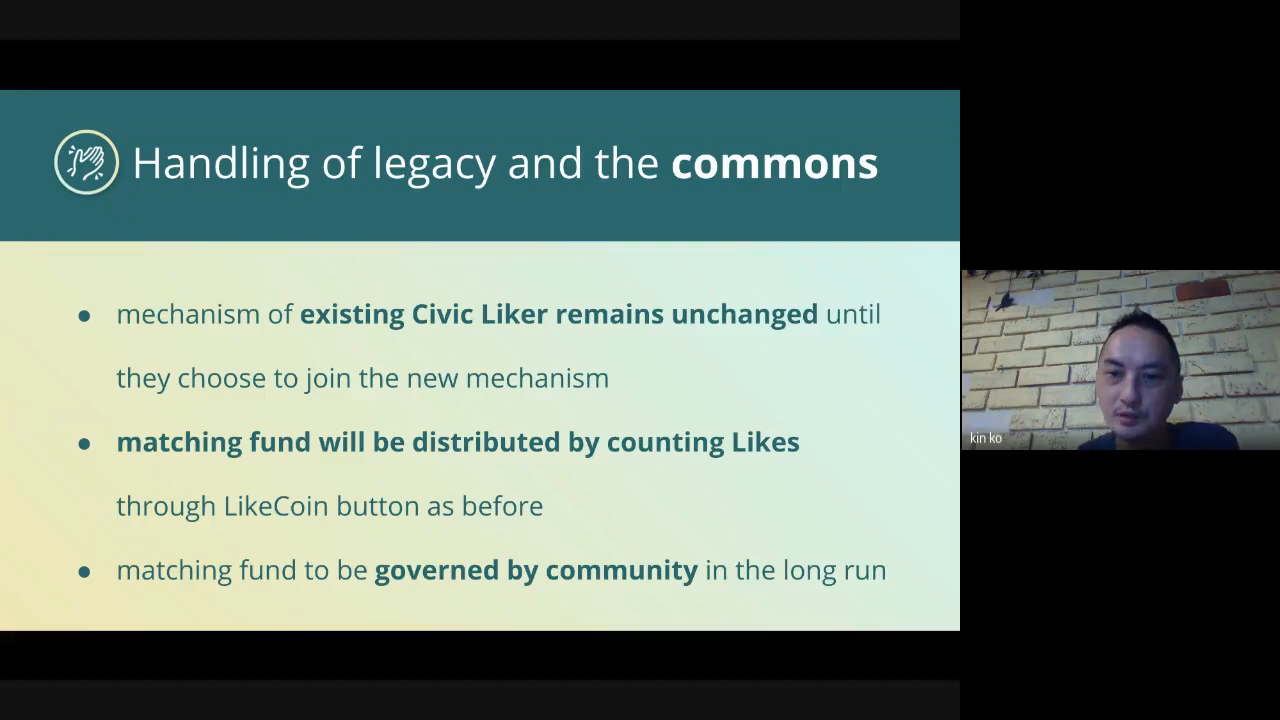 Handling of legacy and the commons
● mechanism of existing Civic Liker remains unchanged until
they choose to join the new mechanism
● matching fund will be distributed by counting Likes
through LikeCoin button as before
● matching fund to be governed by community in the long run
kin ko